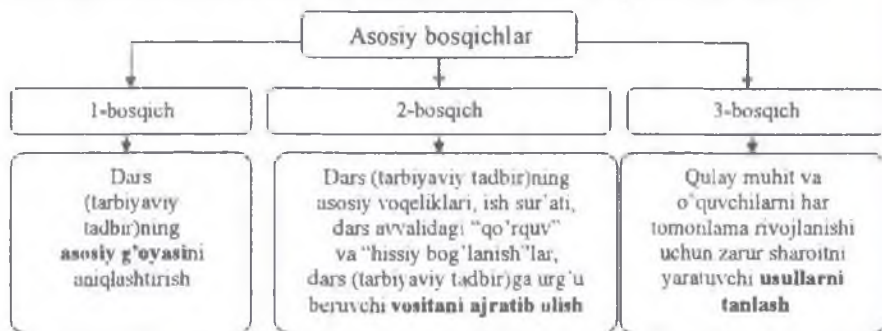 Asosiy bosqichlar
1-bosqich
2-bosqich
3-bosqich
Dars
(tarbiyaviy
tadbir)ning
asosiy g'oyasini
aniqlashtirish
Dars (tarbiyaviy tadbir)ning
asosiy voqeliklari, ish sur'ati,
dars avvalidagi "qo'rquv"
va "hissiy bog'lanish"lar,
dars (tarbiyaviy tadbir)ga urg'u
beruvchi vositani ajratib olish
Qulay muhit va
o'quvchilarni har
tomonlama rivojlanishi
uchun zarur sharoitni
yaratuvchi usullarni
tanlash